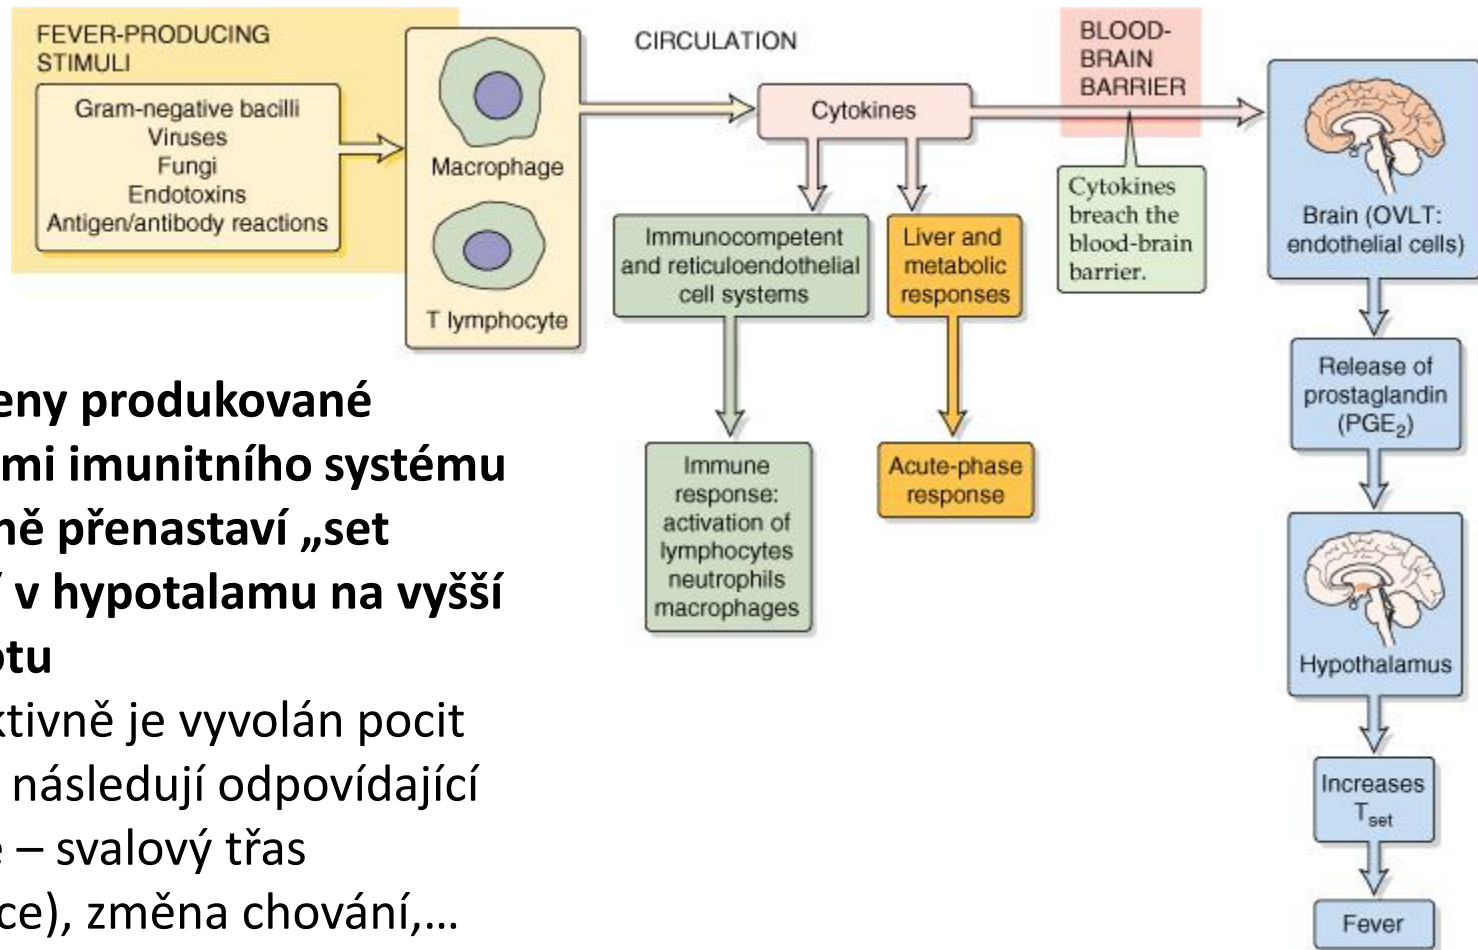 FEVER-PRODUCING
STIMULI
Gram-negative bacilli
Viruses
Fungi
Endotoxins
Antigen/antibody reactions
Macrophage
T lymphocyte
CIRCULATION
Cytokines
BLOOD-
BRAIN
BARRIER
Cytokines
breach the
blood-brain
barrier.
Immunocompetent
and reticuloendothelial
cell systems
Liver and
metabolic
responses
Immune
response:
activation of
lymphocytes
neutrophils
macrophages
Acute-phase
response
Brain (OVLT:
endothelial cells)
Release of
prostaglandin
(PGE₂)
Hypothalamus
Increases
Tset
Fever
eny produkované
mi imunitního systému
ně přenastaví „set
v hypotalamu na vyšší
otu
ktivně je vyvolán pocit
následují odpovídající
e – svalový třas
ce), změna chování,…